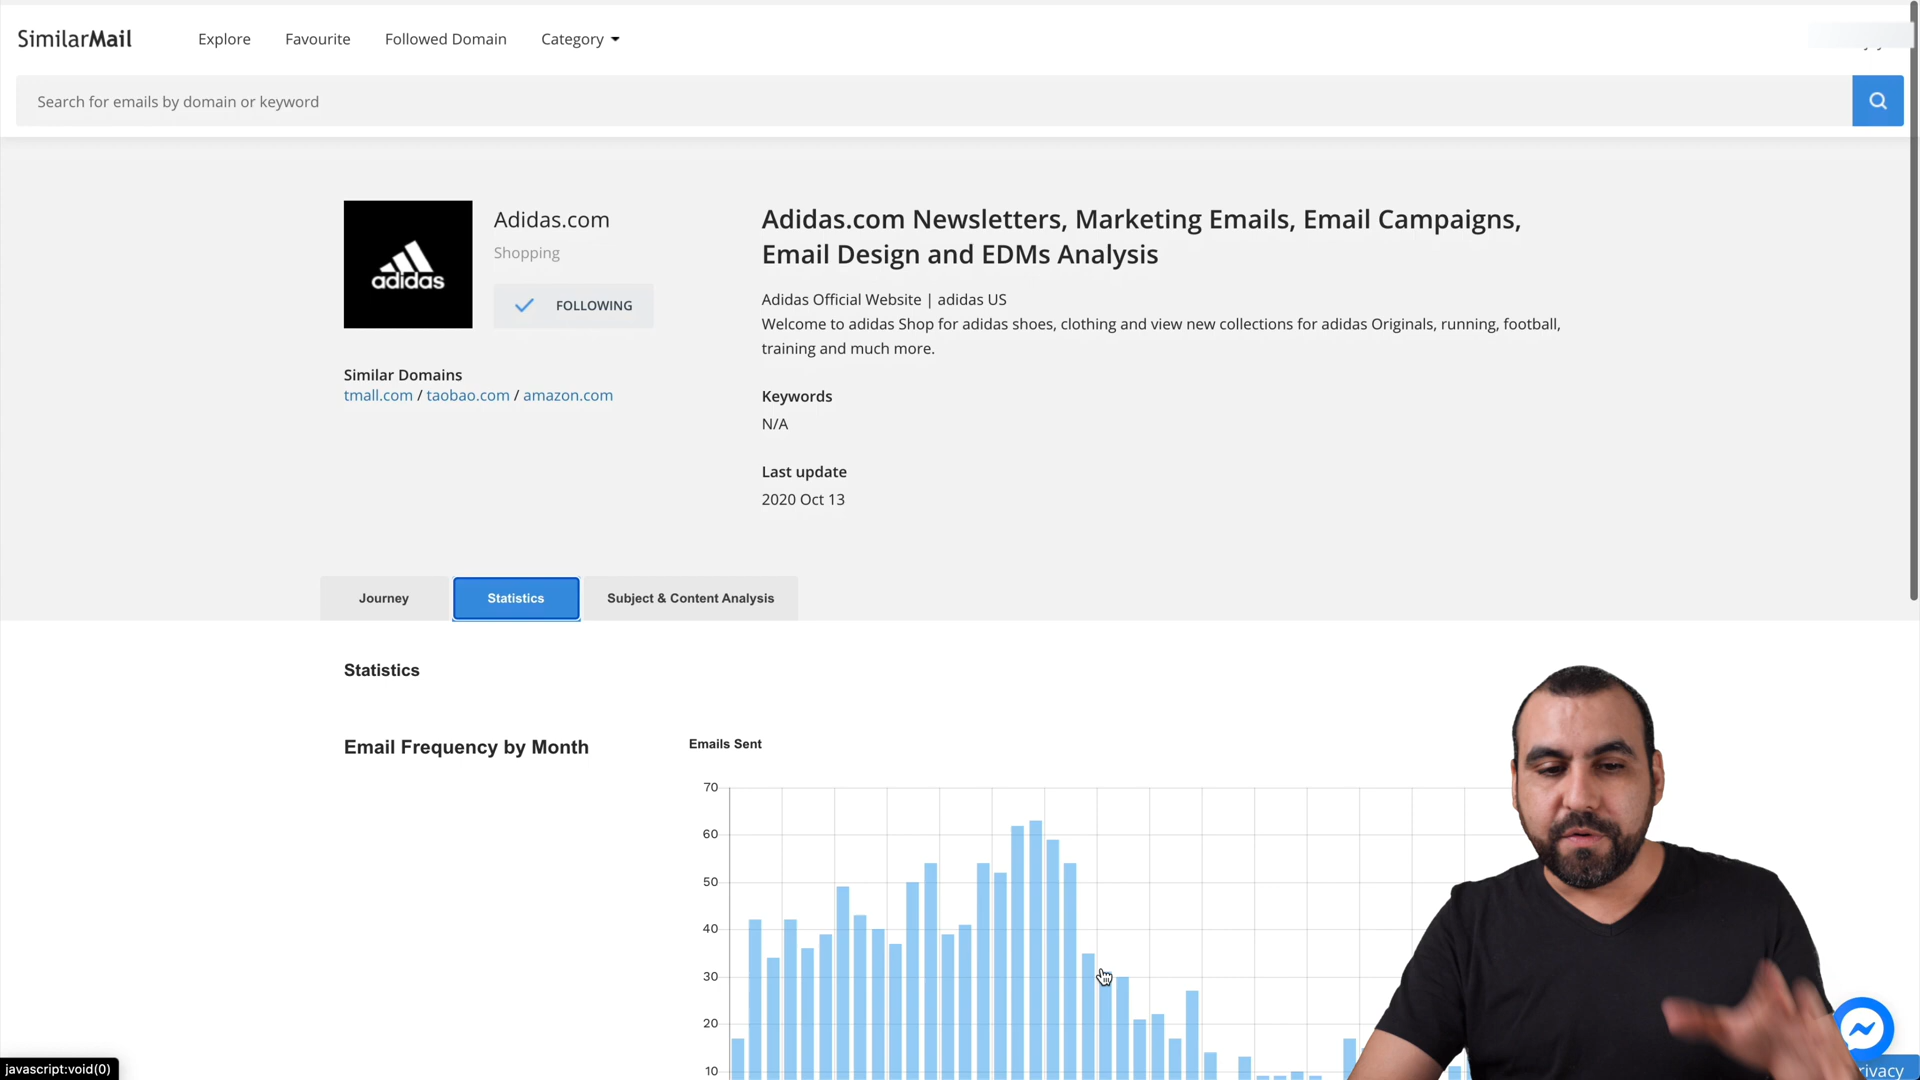 SimilarMail
Explore
Favourite
Followed Domain
Category
Search for emails by domain or keyword
adidas
Adidas.com
Shopping
FOLLOWING
Similar Domains
tmall.com / taobao.com / amazon.com
Adidas.com Newsletters, Marketing Emails, Email Campaigns,
Email Design and EDMs Analysis
Adidas Official Website | adidas US
Welcome to adidas Shop for adidas shoes, clothing and view new collections for adidas Originals, running, football,
training and much more.
Keywords
N/A
Last update
2020 Oct 13
Journey
Statistics
Subject & Content Analysis
Statistics
Email Frequency by Month
Emails Sent
70
60
50
40
30
20
10
javascript:void(0)
rivacy